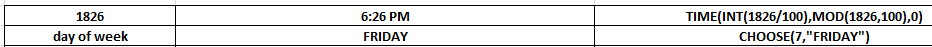 1826 6:26 PM TIME(INT(1826/100),MOD(1826,100),0)
day of week FRIDAY CHOOSE(7,"FRIDAY")